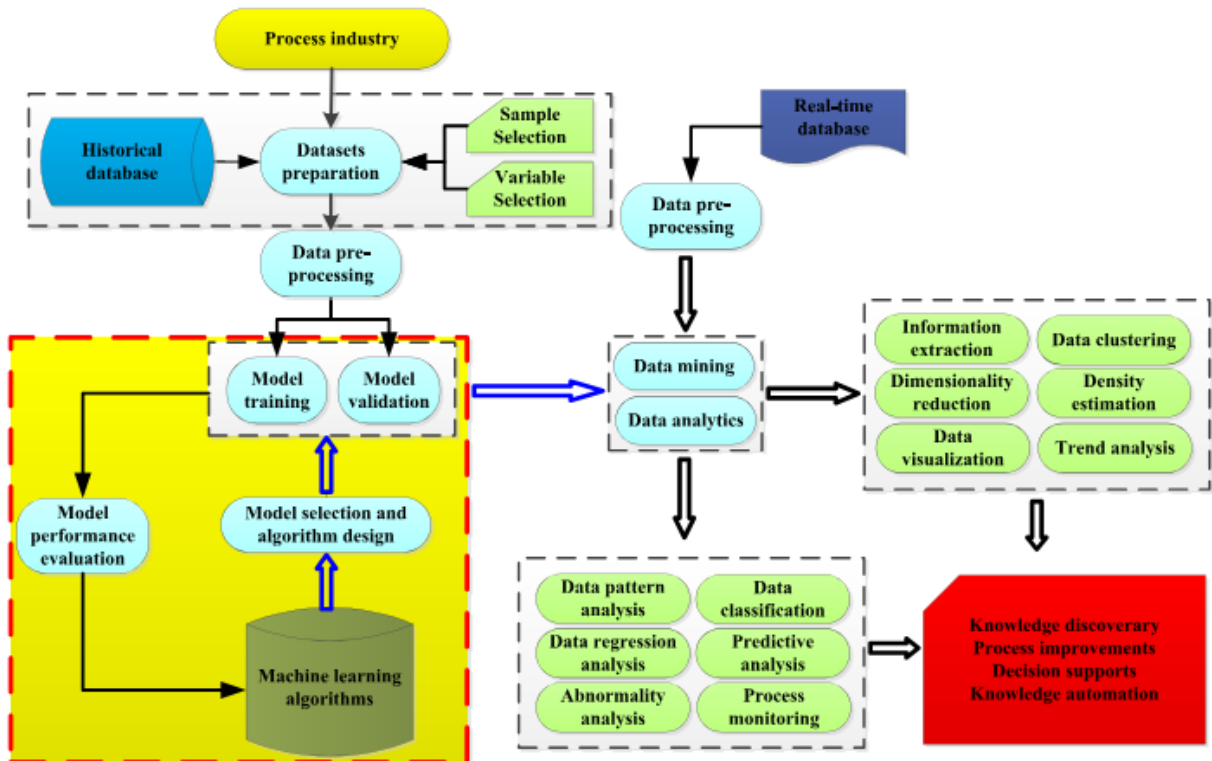 Process industry
Historical
database
Datasets
preparation
Sample
Selection
Variable
Selection
Real-time
database
Data pre-
processing
Data pre-
processing
Model
training
Model
validation
Data mining
Data analytics
Information
extraction
Data clustering
Dimensionality
reduction
Density
estimation
Data
visualization
Trend analysis
Model
performance
evaluation
Model selection and
algorithm design
Machine learning
algorithms
Data pattern
analysis
Data
classification
Data regression
analysis
Predictive
analysis
Abnormality
analysis
Process
monitoring
Knowledge discoverary
Process improvements
Decision supports
Knowledge automation